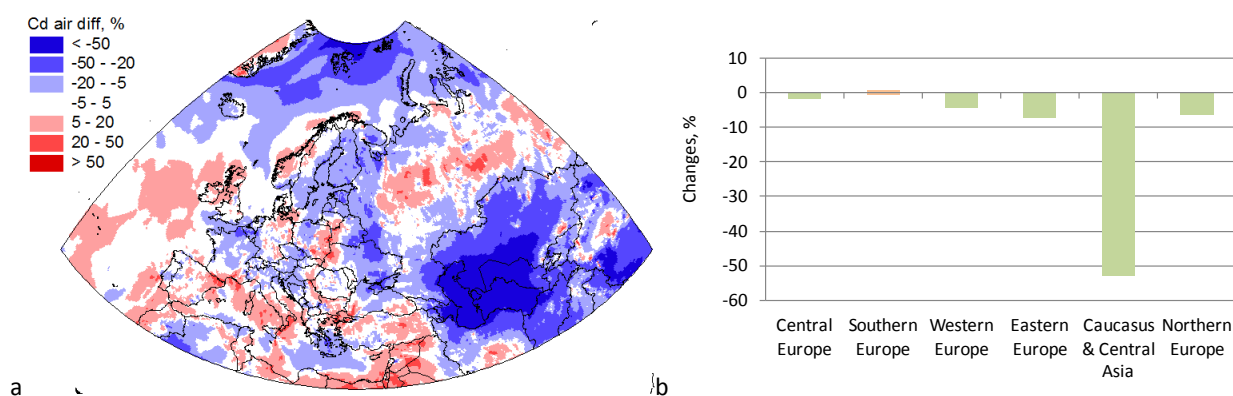 Cd air diff, %
< -50
-50 - -20
-20 - -5
-5 - 5
5 - 20
20 - 50
> 50
a
10
0
-10
-20
-30
-40
-50
-60
Changes, %
Central Europe
Southern Europe
Western Europe
Eastern Europe
Caucasus & Central Asia
Northern Europe
b